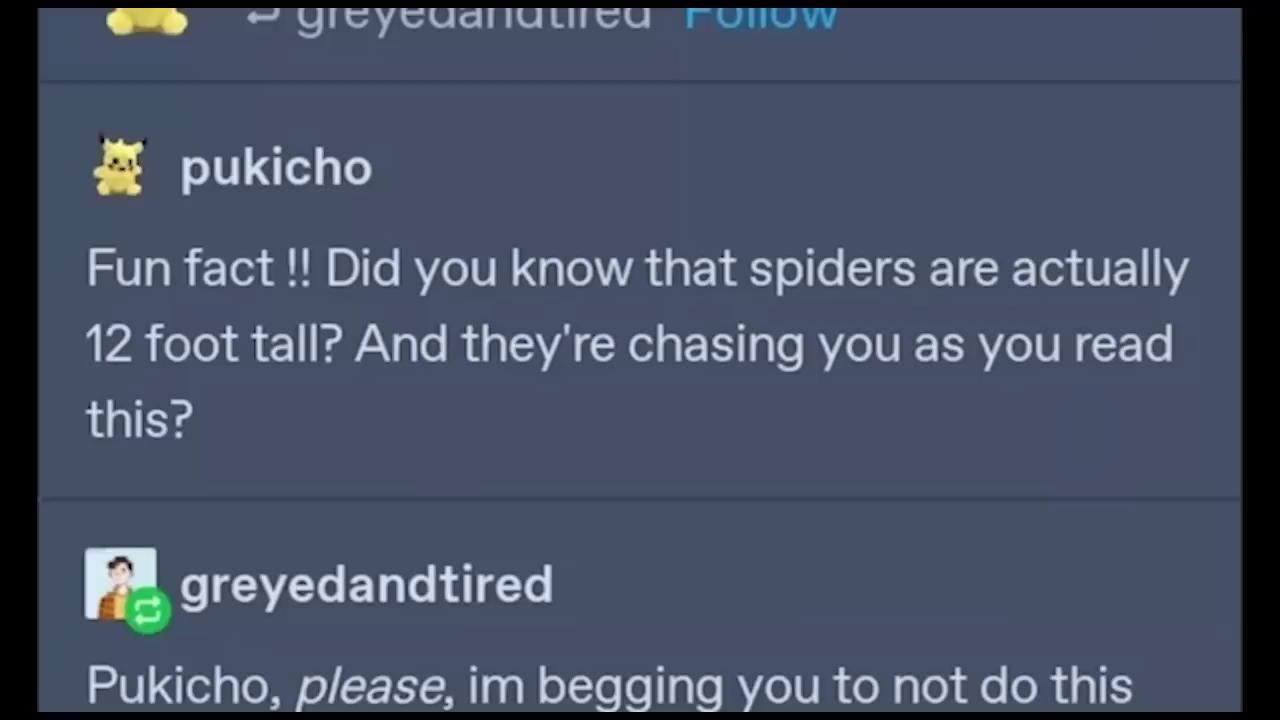 greyedandtired Follow
pukicho
Fun fact !! Did you know that spiders are actually
12 foot tall? And they're chasing you as you read
this?
greyedandtired
Pukicho, please, im begging you to not do this